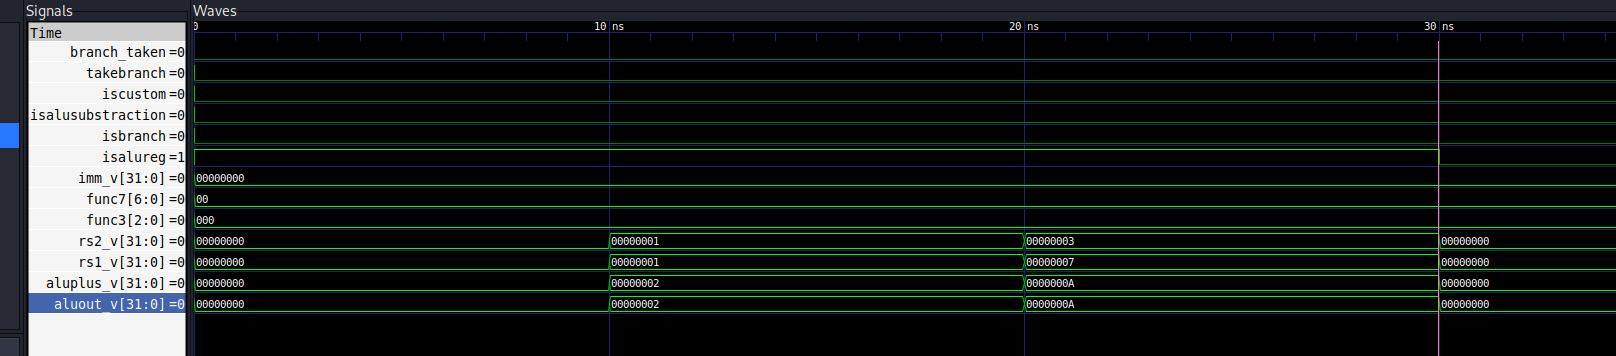 Signals
Waves
Time
0 10 ns 20 ns 30 ns
branch_taken =0
takebranch =0
iscustom =0
isalusubstraction =0
isbranch =0
isalureg =1
imm_v[31:0] =0 00000000
func7[6:0] =0 00
func3[2:0] =0 000
rs2_v[31:0] =0 00000000 00000001 00000003 00000000
rs1_v[31:0] =0 00000000 00000001 00000007 00000000
aluplus_v[31:0] =0 00000000 00000002 0000000A 00000000
aluout_v[31:0] =0 00000000 00000002 0000000A 00000000